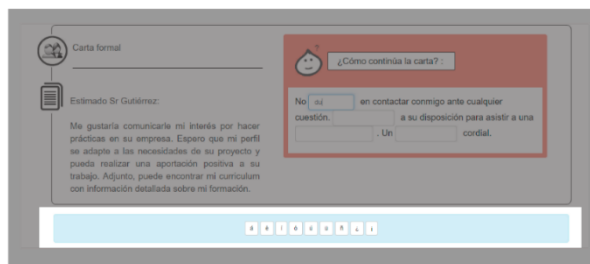 Carta formal
Estimado Sr Gutiérrez:
Me gustaría comunicarle mi interés por hacer
prácticas en su empresa. Espero que mi perfil
se adapte a las necesidades de su proyecto y
pueda realizar una aportación positiva a su
trabajo. Adjunto, puede encontrar mi curriculam
con información detallada sobre mi formación.
?
¿Cómo continúa la carta? :
No en contactar conmigo ante cualquier
cuestión. a su disposición para asistir a una
. Un cordial.
á é í ó ú ü ñ ¿ ¡